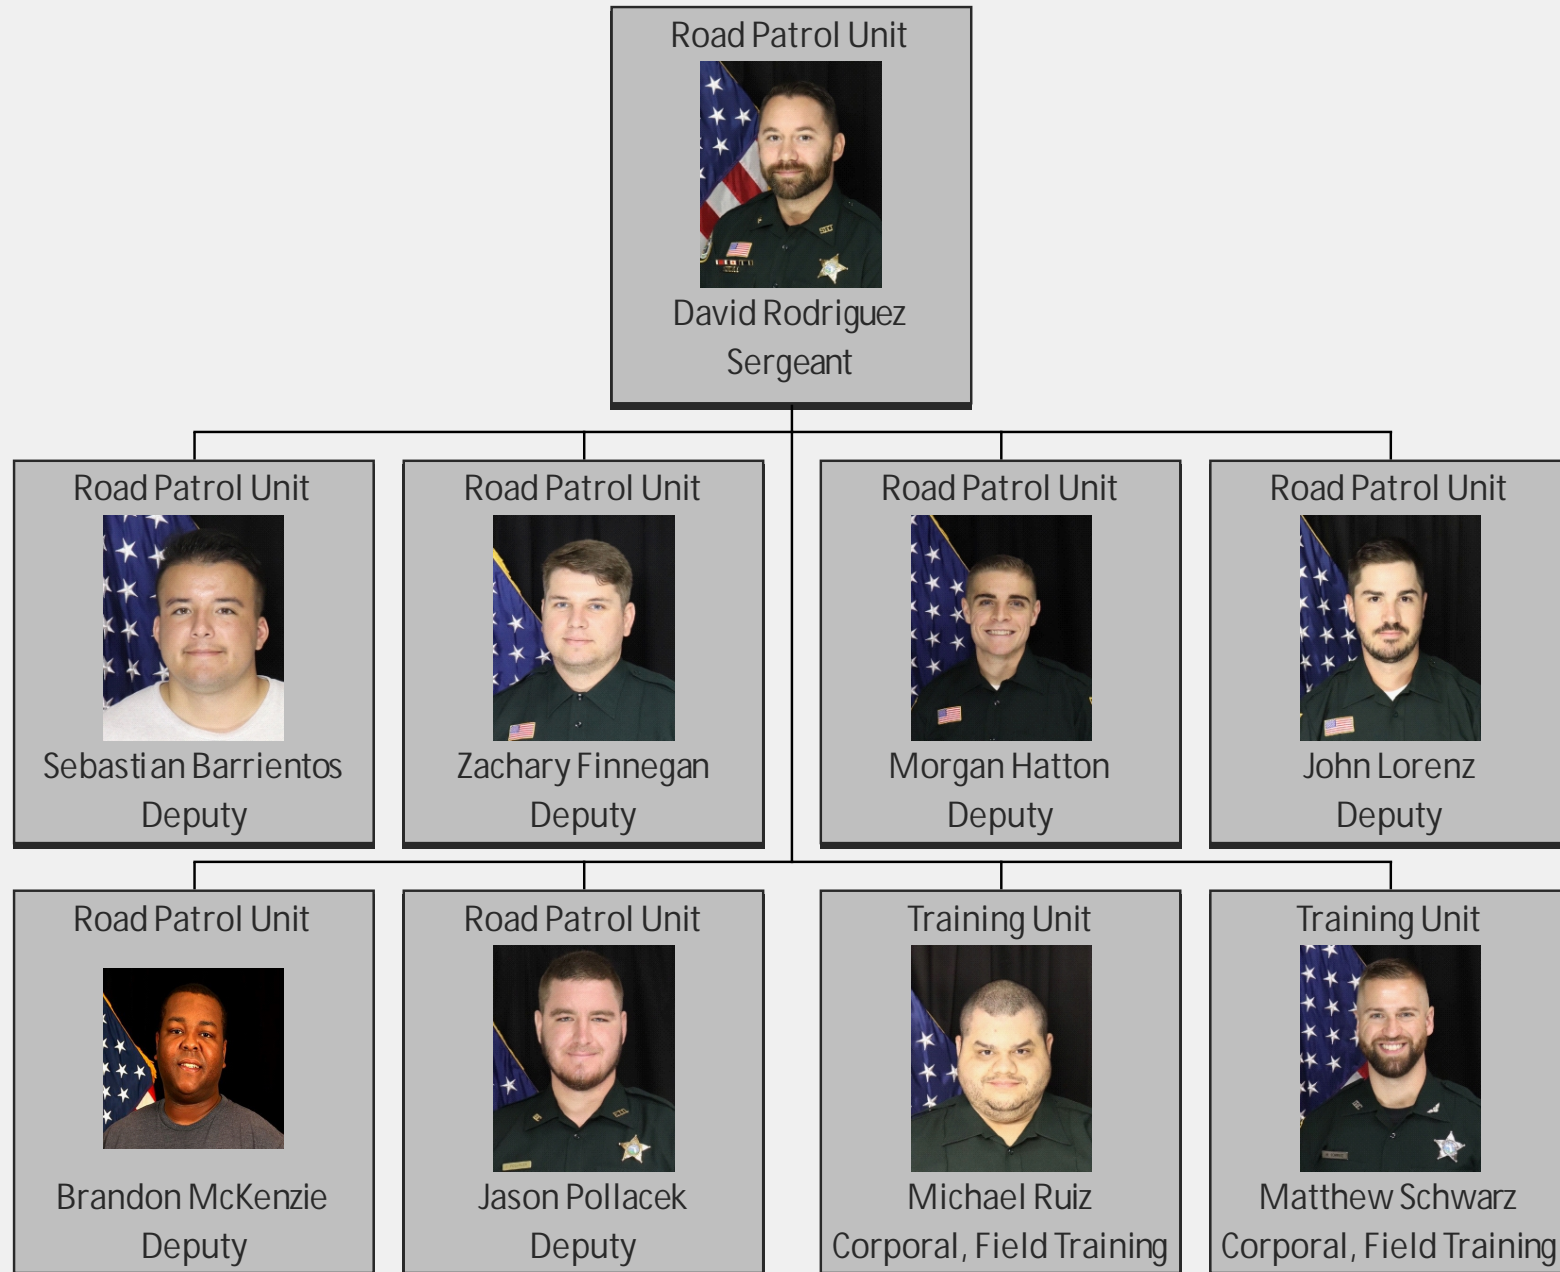 Road Patrol Unit
David Rodriguez
Sergeant
Road Patrol Unit
Sebastian Barrientos
Deputy
Road Patrol Unit
Zachary Finnegan
Deputy
Road Patrol Unit
Morgan Hatton
Deputy
Road Patrol Unit
John Lorenz
Deputy
Road Patrol Unit
Brandon McKenzie
Deputy
Road Patrol Unit
Jason Pollacek
Deputy
Training Unit
Michael Ruiz
Corporal, Field Training
Training Unit
Matthew Schwarz
Corporal, Field Training